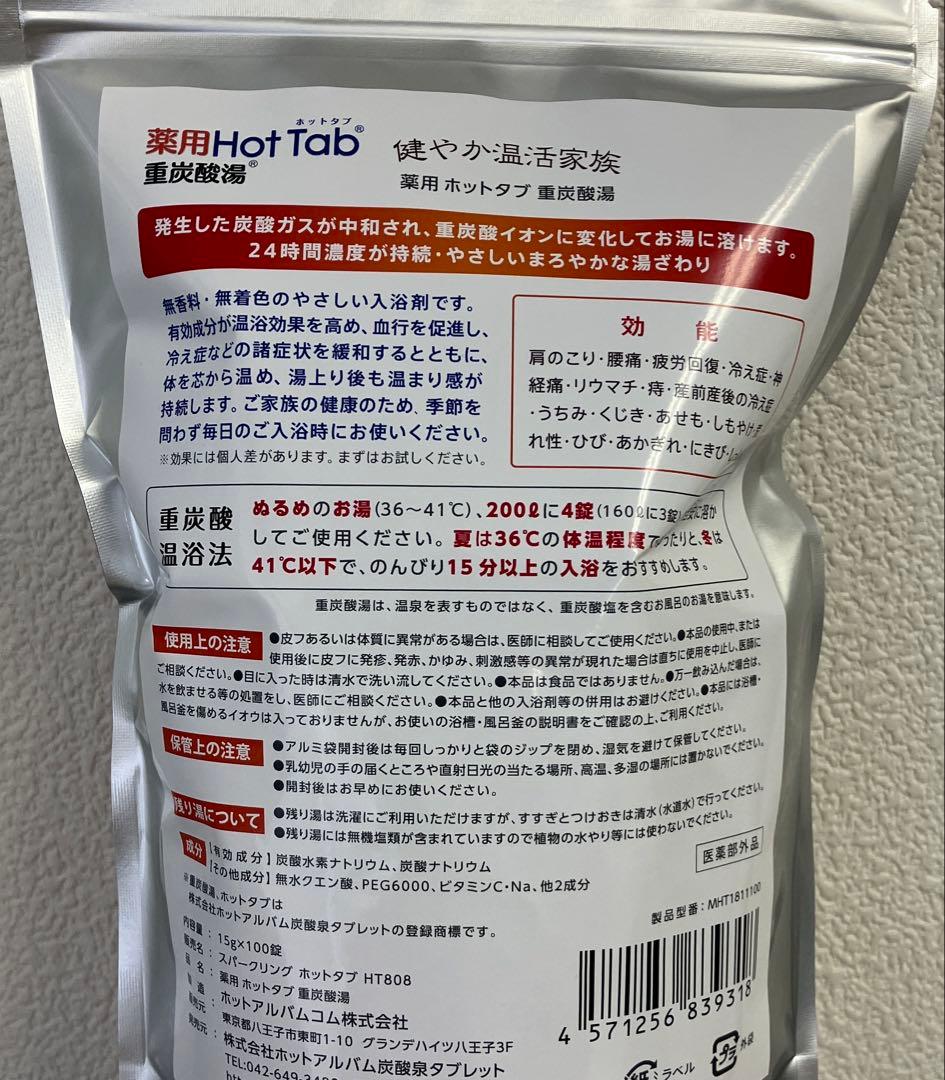 ホットタブ
薬用Hot Tab®
重炭酸湯®
健やか温活家族
薬用 ホットタブ 重炭酸湯
発生した炭酸ガスが中和され、重炭酸イオンに変化してお湯に溶けます。
24時間濃度が持続・やさしいまろやかな湯ざわり
無香料・無着色のやさしい入浴剤です。
有効成分が温浴効果を高め、血行を促進し、
冷え症などの諸症状を緩和するとともに、
体を芯から温め、湯上り後も温まり感が
持続します。ご家族の健康のため、季節を
問わず毎日のご入浴時にお使いください。
※効果には個人差があります。まずはお試しください。
効 能
肩のこり・腰痛・疲労回復・冷え症・神
経痛・リウマチ・痔・産前産後の冷え症
・うちみ・くじき・あせも・しもやけ・
れ性・ひび・あかぎれ・にきび・
重炭酸
温浴法
ぬるめのお湯(36～41℃)、200ℓに4錠(160ℓに3錠)
してご使用ください。夏は36℃の体温程度でゆったりと、冬は
41℃以下で、のんびり15分以上の入浴をおすすめします。
重炭酸湯は、温泉を表すものではなく、重炭酸塩を含むお風呂のお湯を意味します。
使用上の注意
●皮フあるいは体質に異常がある場合は、医師に相談してご使用ください。●本品の使用中、または
使用後に皮フに発疹、発赤、かゆみ、刺激感等の異常が現れた場合は直ちに使用を中止し、医師に
ご相談ください。●目に入った時は清水で洗い流してください。●本品は食品ではありません。●万一飲み込んだ場合は、
水を飲ませる等の処置をし、医師にご相談ください。●本品と他の入浴剤等の併用はお避けください。●本品には浴槽・
風呂釜を傷めるイオウは入っておりませんが、お使いの浴槽・風呂釜の説明書をご確認の上、ご利用ください。
保管上の注意
●アルミ袋開封後は毎回しっかりと袋のジップを閉め、湿気を避けて保管してください。
●乳幼児の手の届くところや直射日光の当たる場所、高温、多湿の場所には置かないでください。
●開封後はお早めにお使いください。
残り湯について
●残り湯は洗濯にご利用いただけますが、すすぎとつけおきは清水(水道水)で行ってください。
●残り湯には無機塩類が含まれていますので植物の水やり等には使わないでください。
成分
【有効成分】炭酸水素ナトリウム、炭酸ナトリウム
【その他成分】無水クエン酸、PEG6000、ビタミンC・Na、他2成分
医薬部外品
※重炭酸湯、ホットタブは
株式会社ホットアルバム炭酸泉タブレットの登録商標です。
製品型番：MHT1811100
内容量：15g×100錠
販売名：スパークリング ホットタブ HT808
品 名：薬用 ホットタブ 重炭酸湯
製 造：ホットアルバムコム株式会社
東京都八王子市東町1-10 グランデハイツ八王子3F
発売元：株式会社ホットアルバム炭酸泉タブレット
TEL:042-649-3
4 571256 839318
紙 ミラベル
プラ 外袋